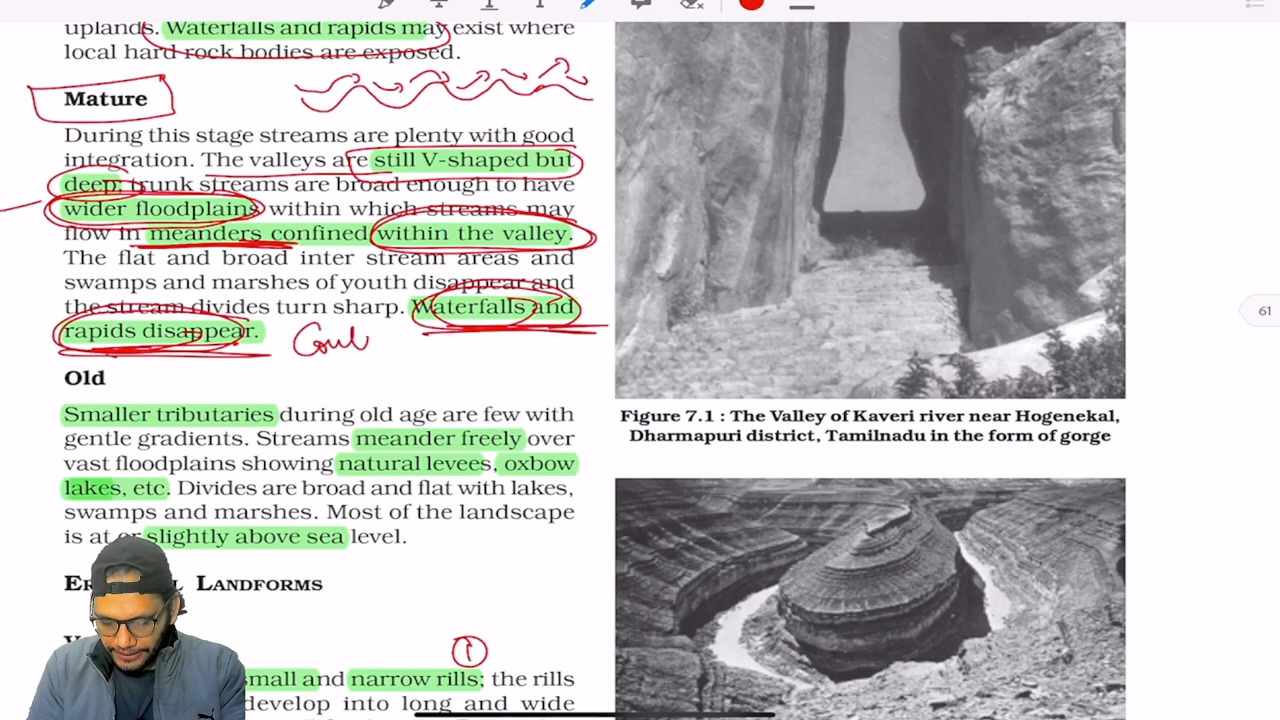 uplands. Waterfalls and rapids may exist where
local hard rock bodies are exposed.
Mature
During this stage streams are plenty with good
integration. The valleys are still V-shaped but
deep; trunk streams are broad enough to have
wider floodplains within which streams may
flow in meanders confined within the valley.
The flat and broad inter stream areas and
swamps and marshes of youth disappear and
the stream divides turn sharp. Waterfalls and
rapids disappear.
Old
Smaller tributaries during old age are few with
gentle gradients. Streams meander freely over
vast floodplains showing natural levees, oxbow
lakes, etc. Divides are broad and flat with lakes,
swamps and marshes. Most of the landscape
is at or slightly above sea level.
LANDFORMS
1
small and narrow rills; the rills
develop into long and wide
61
Figure 7.1 : The Valley of Kaveri river near Hogenekal,
Dharmapuri district, Tamilnadu in the form of gorge